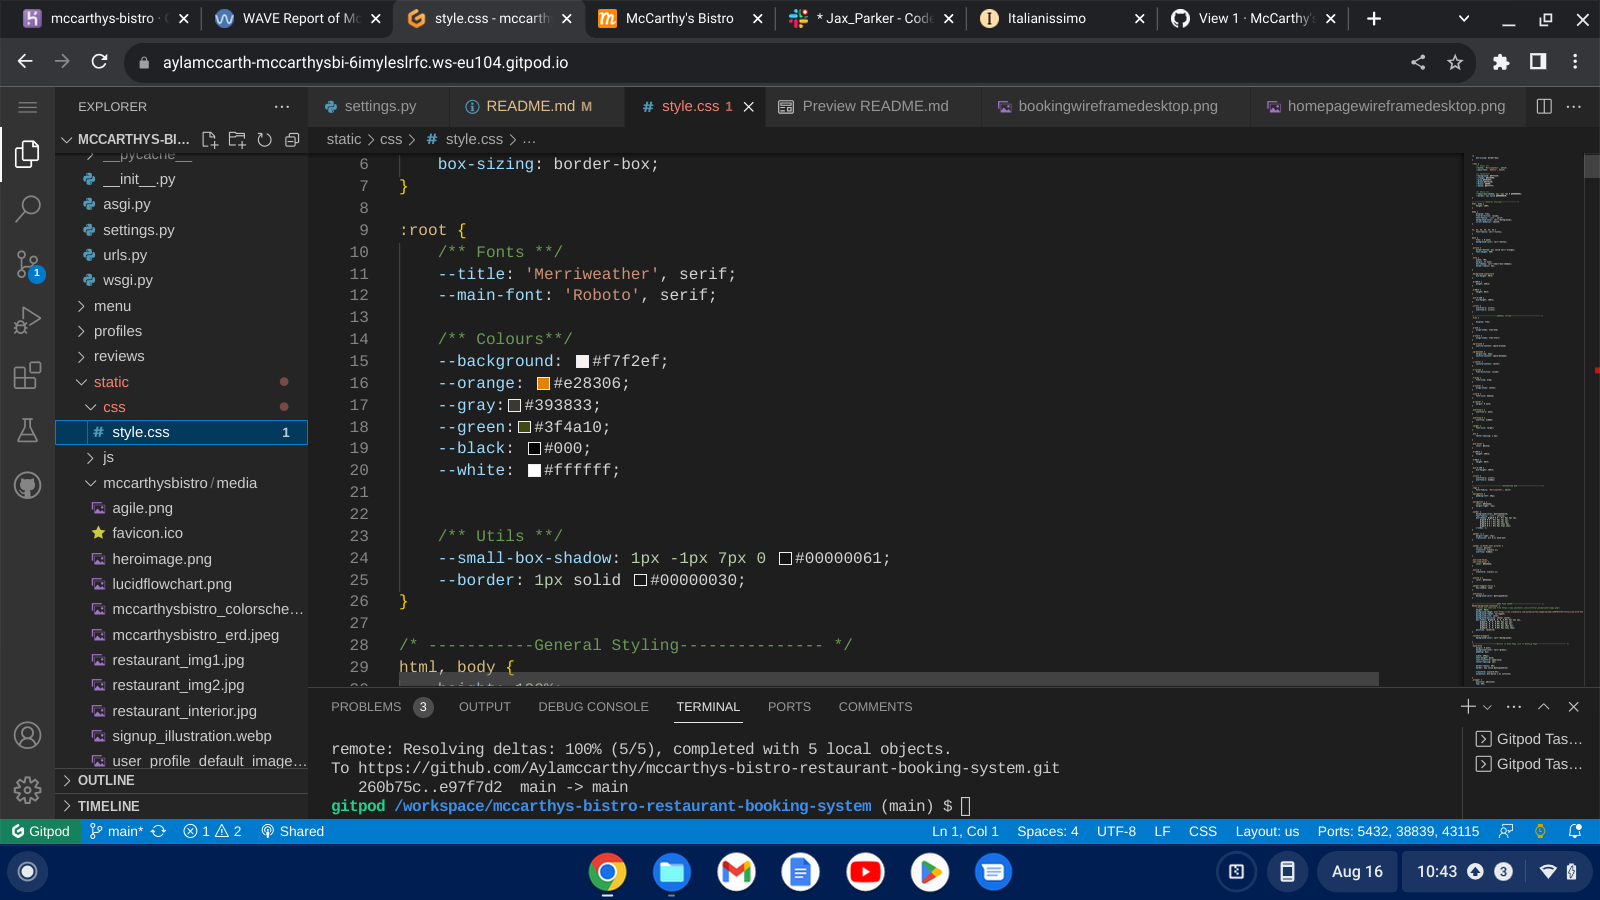 mccarthys-bistro ·
WAVE Report of Mc
style.css - mccarth
McCarthy's Bistro
* Jax_Parker - Code
Italianissimo
View 1 · McCarthy's
aylamccarth-mccarthysbi-6imyleslrfc.ws-eu104.gitpod.io
EXPLORER
settings.py
README.md M
style.css 1
Preview README.md
bookingwireframedesktop.png
homepagewireframedesktop.png
MCCARTHYS-BI...
static > css > # style.css > ...
__pycache__
__init__.py
asgi.py
settings.py
urls.py
wsgi.py
menu
profiles
reviews
static
css
# style.css 1
js
mccarthysbistro / media
agile.png
favicon.ico
heroimage.png
lucidflowchart.png
mccarthysbistro_colorsche...
mccarthysbistro_erd.jpeg
restaurant_img1.jpg
restaurant_img2.jpg
restaurant_interior.jpg
signup_illustration.webp
user_profile_default_image...
OUTLINE
TIMELINE
1
6 box-sizing: border-box;
7 }
8
9 :root {
10 /** Fonts **/
11 --title: 'Merriweather', serif;
12 --main-font: 'Roboto', serif;
13
14 /** Colours**/
15 --background: #f7f2ef;
16 --orange: #e28306;
17 --gray: #393833;
18 --green: #3f4a10;
19 --black: #000;
20 --white: #ffffff;
21
22
23 /** Utils **/
24 --small-box-shadow: 1px -1px 7px 0 #00000061;
25 --border: 1px solid #00000030;
26 }
27
28 /* -----------General Styling--------------- */
29 html, body {
height: 100%;
PROBLEMS 3 OUTPUT DEBUG CONSOLE TERMINAL PORTS COMMENTS
remote: Resolving deltas: 100% (5/5), completed with 5 local objects.
To https://github.com/Aylamccarthy/mccarthys-bistro-restaurant-booking-system.git
260b75c..e97f7d2 main -> main
gitpod /workspace/mccarthys-bistro-restaurant-booking-system (main) $
Gitpod Tas...
Gitpod Tas...
Gitpod main* 1 2 Shared Ln 1, Col 1 Spaces: 4 UTF-8 LF CSS Layout: us Ports: 5432, 38839, 43115
Aug 16 10:43 3